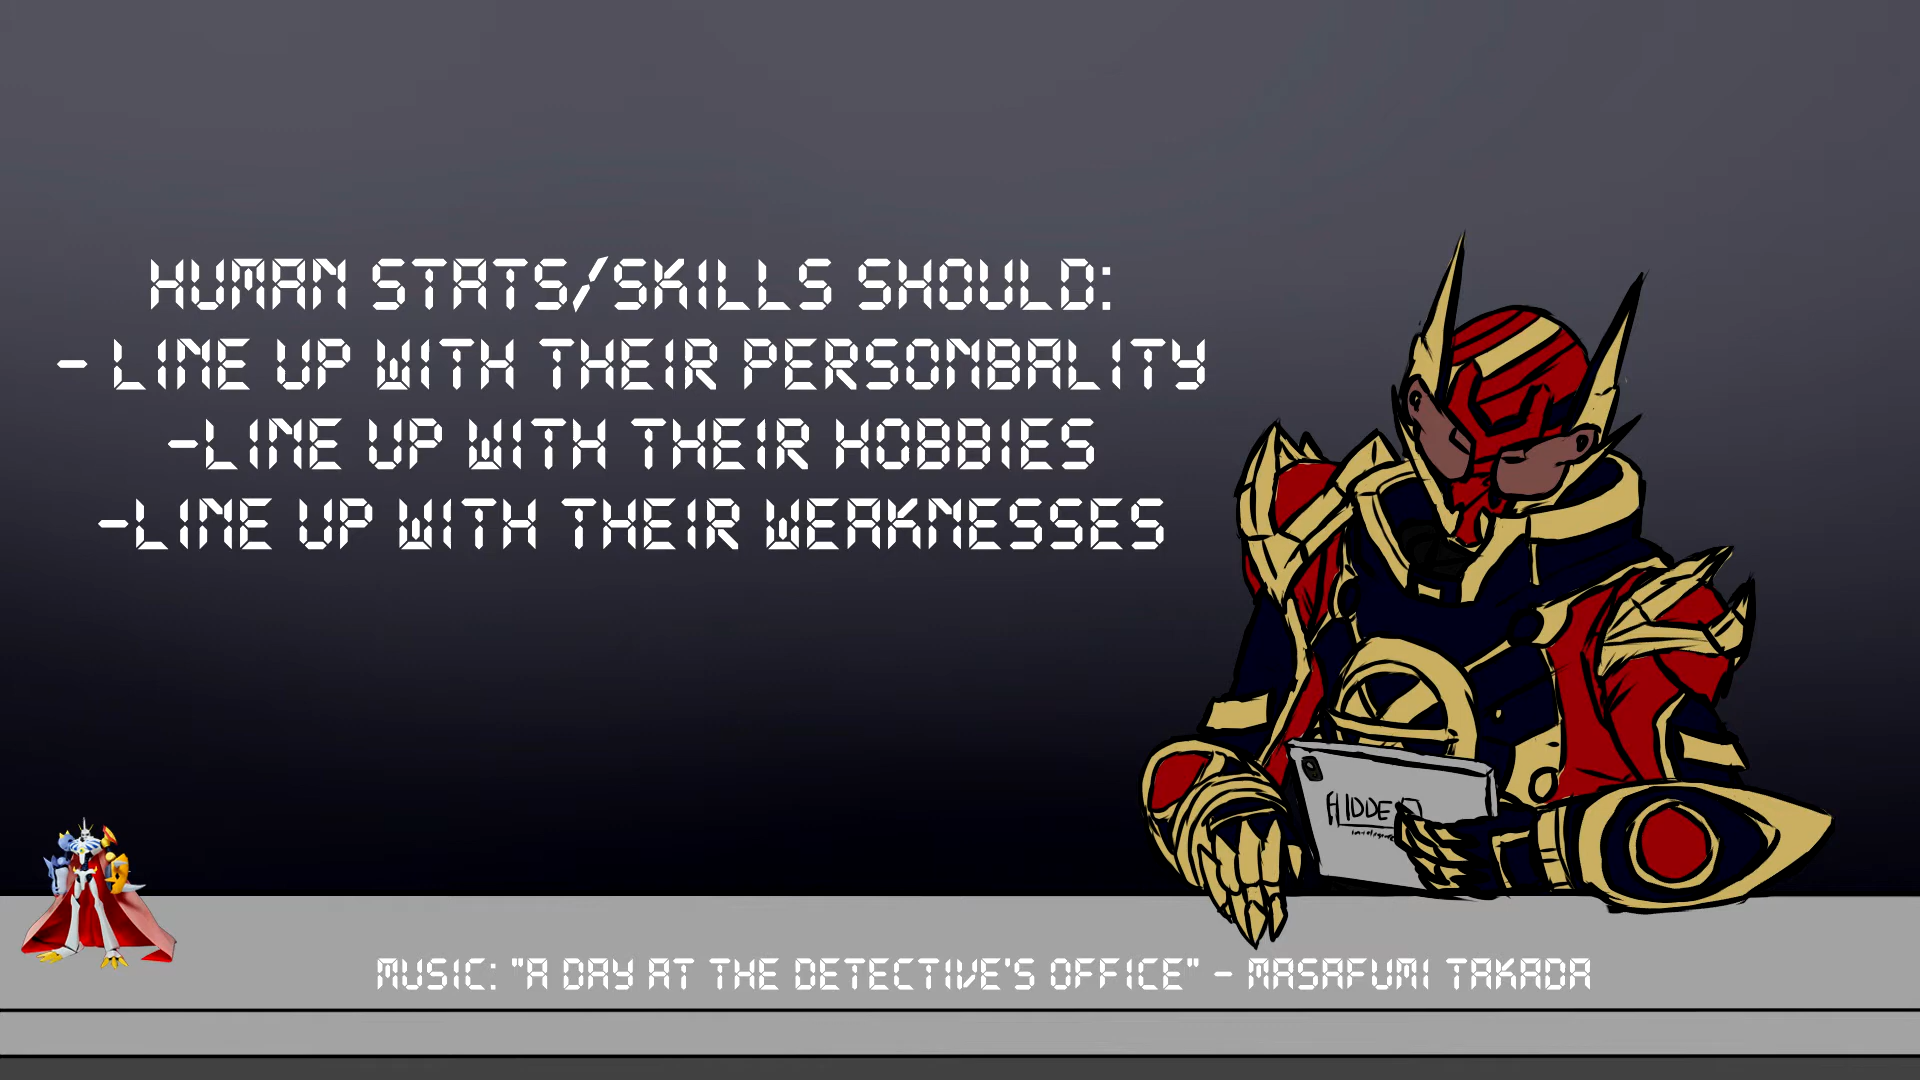 HUMAN STATS/SKILLS SHOULD:
- LINE UP WITH THEIR PERSONBALITY
-LINE UP WITH THEIR HOBBIES
-LINE UP WITH THEIR WEAKNESSES
HIDDEN
MUSIC: "A DAY AT THE DETECTIVE'S OFFICE" - MASAFUMI TAKADA